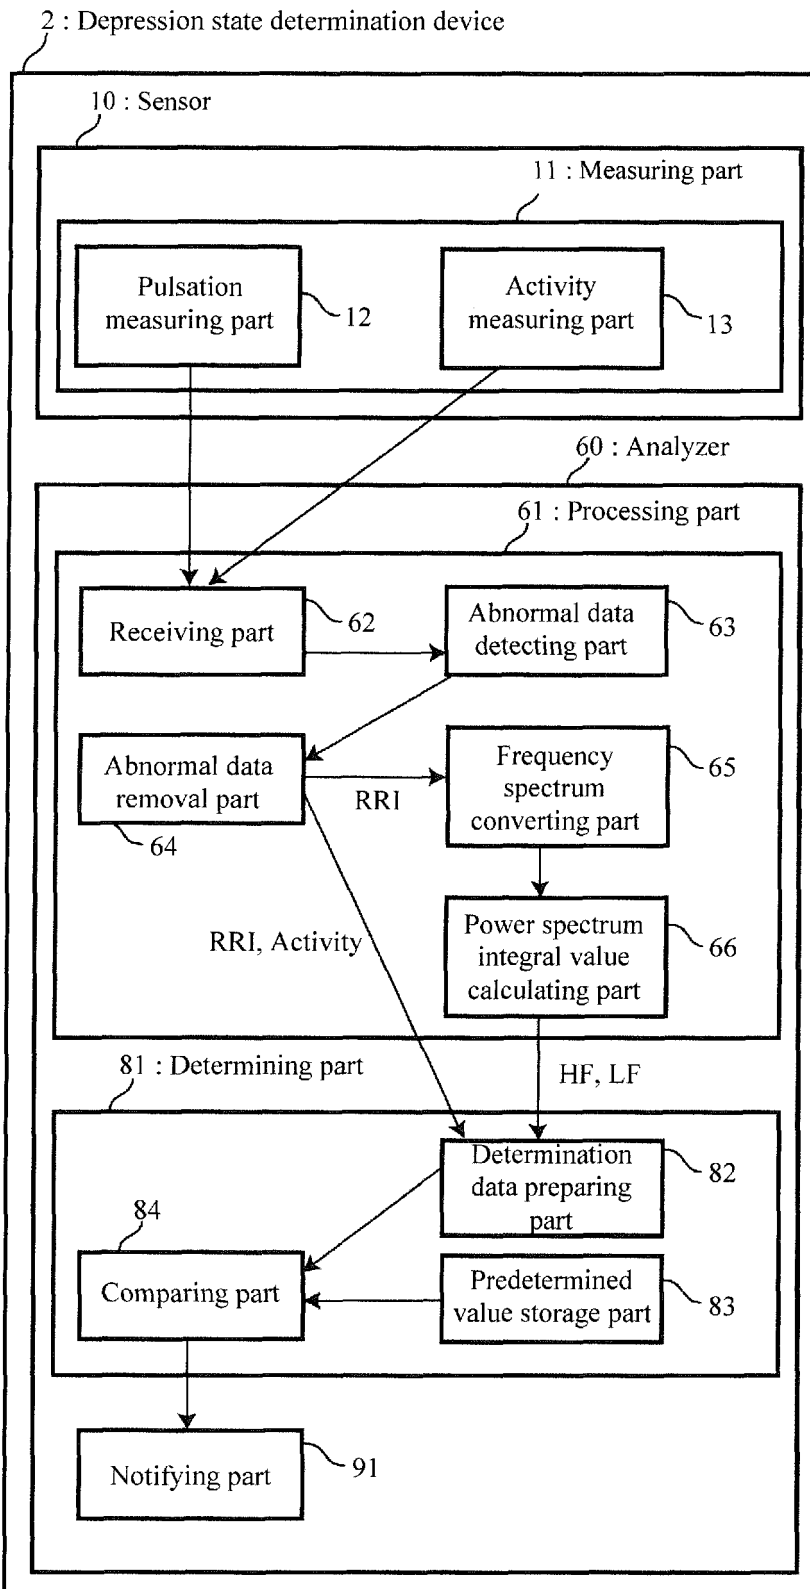 2 : Depression state determination device
10 : Sensor
11 : Measuring part
Pulsation
measuring part
12
Activity
measuring part
13
60 : Analyzer
61 : Processing part
Receiving part
62
Abnormal data
detecting part
63
Abnormal data
removal part
64
RRI
Frequency
spectrum
converting part
65
RRI, Activity
Power spectrum
integral value
calculating part
66
HF, LF
81 : Determining part
Determination
data preparing
part
82
84
Comparing part
Predetermined
value storage part
83
Notifying part
91